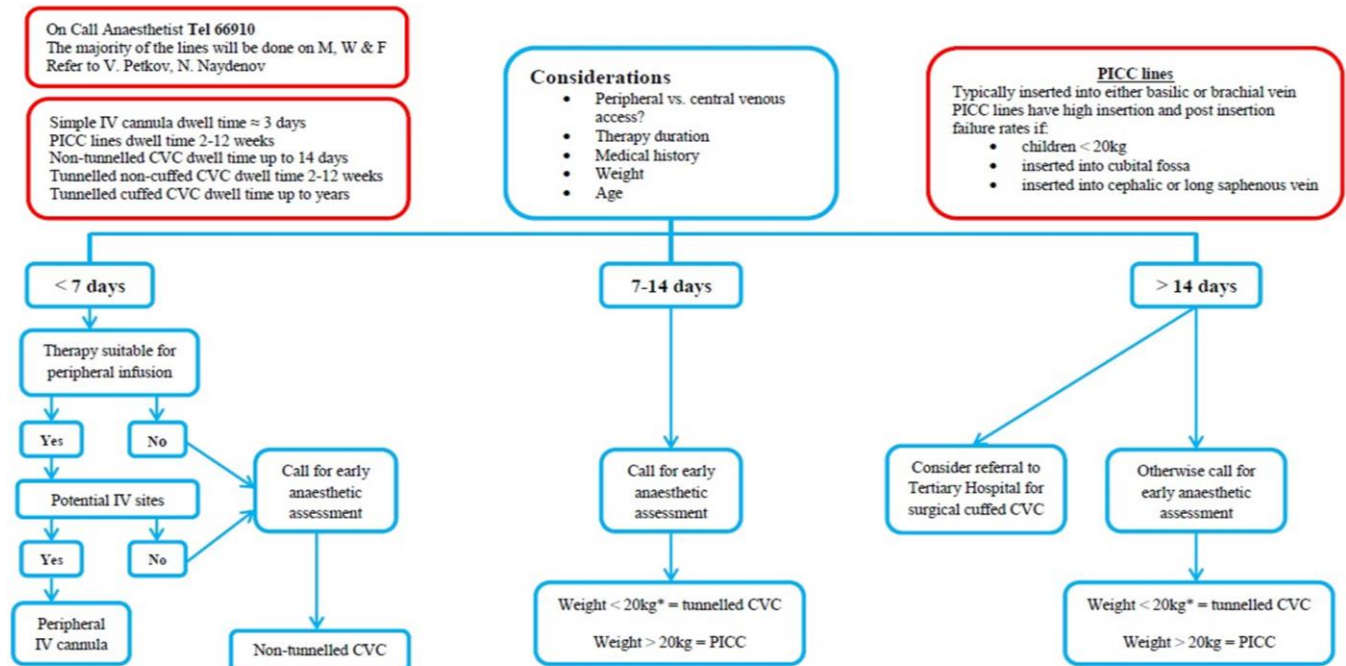 On Call Anaesthetist Tel 66910
The majority of the lines will be done on M, W & F
Refer to V. Petkov, N. Naydenov
Simple IV cannula dwell time ≈ 3 days
PICC lines dwell time 2-12 weeks
Non-tunnelled CVC dwell time up to 14 days
Tunnelled non-cuffed CVC dwell time 2-12 weeks
Tunnelled cuffed CVC dwell time up to years
Considerations
• Peripheral vs. central venous
access?
• Therapy duration
• Medical history
• Weight
• Age
PICC lines
Typically inserted into either basilic or brachial vein
PICC lines have high insertion and post insertion
failure rates if:
• children < 20kg
• inserted into cubital fossa
• inserted into cephalic or long saphenous vein
< 7 days
Therapy suitable for
peripheral infusion
Yes
No
Potential IV sites
Yes
No
Peripheral
IV cannula
Call for early
anaesthetic
assessment
Non-tunnelled CVC
7-14 days
Call for early
anaesthetic
assessment
Weight < 20kg* = tunnelled CVC
Weight > 20kg = PICC
> 14 days
Consider referral to
Tertiary Hospital for
surgical cuffed CVC
Otherwise call for
early anaesthetic
assessment
Weight < 20kg* = tunnelled CVC
Weight > 20kg = PICC